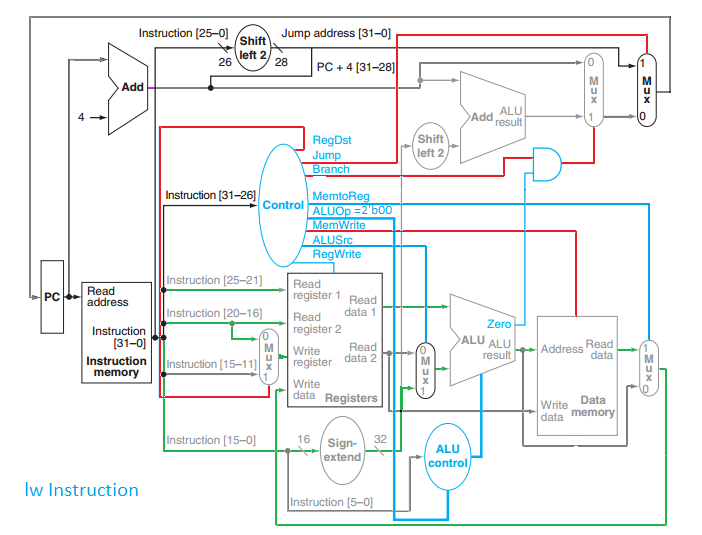 Instruction [25–0]
Jump address [31–0]
Shift
left 2
26
28
PC + 4 [31–28]
Add
4
0
M
u
x
1
1
M
u
x
0
Add
ALU
result
Shift
left 2
RegDst
Jump
Branch
Instruction [31–26]
Control
MemtoReg
ALUOp =2'b00
MemWrite
ALUSrc
RegWrite
PC
Read
address
Instruction
[31–0]
Instruction
memory
Instruction [25–21]
Instruction [20–16]
Instruction [15–11]
0
M
u
x
1
Read
register 1
Read
data 1
Read
register 2
Write
register
Read
data 2
Write
data
Registers
0
M
u
x
1
Zero
ALU
ALU
result
Address
Read
data
Write
data
Data
memory
1
M
u
x
0
Instruction [15–0]
16
Sign-
extend
32
ALU
control
Instruction [5–0]
lw Instruction